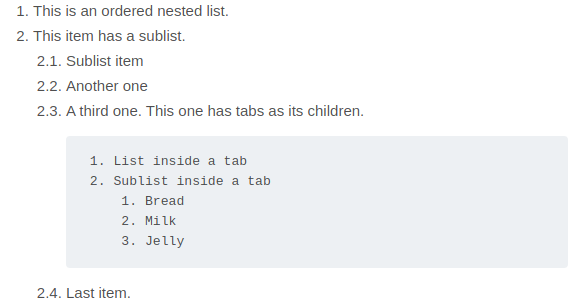 1. This is an ordered nested list.
2. This item has a sublist.
2.1. Sublist item
2.2. Another one
2.3. A third one. This one has tabs as its children.
1. List inside a tab
2. Sublist inside a tab
1. Bread
2. Milk
3. Jelly
2.4. Last item.